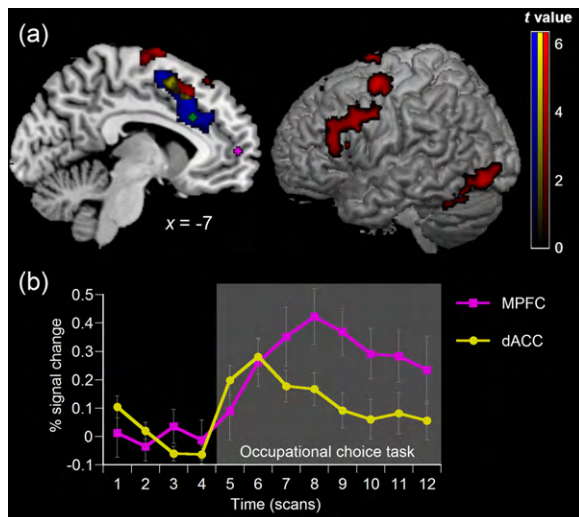 (a)
t value
6
4
2
0
x = -7
(b)
0.5
0.4
0.3
0.2
0.1
0
-0.1
% signal change
Occupational choice task
1 2 3 4 5 6 7 8 9 10 11 12
Time (scans)
MPFC
dACC